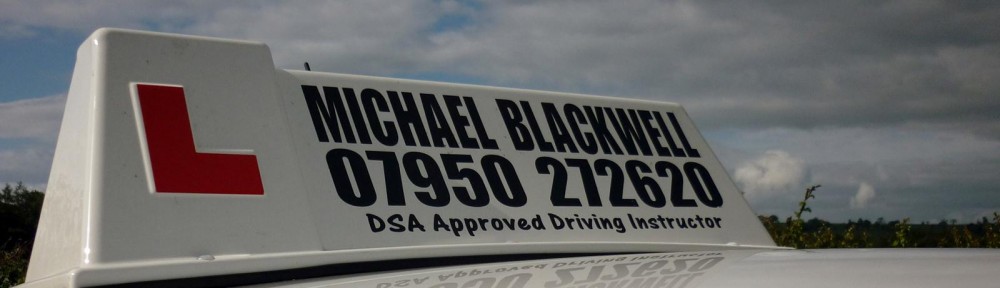 L
MICHAEL BLACKWELL
07950 272620
DSA Approved Driving Instructor